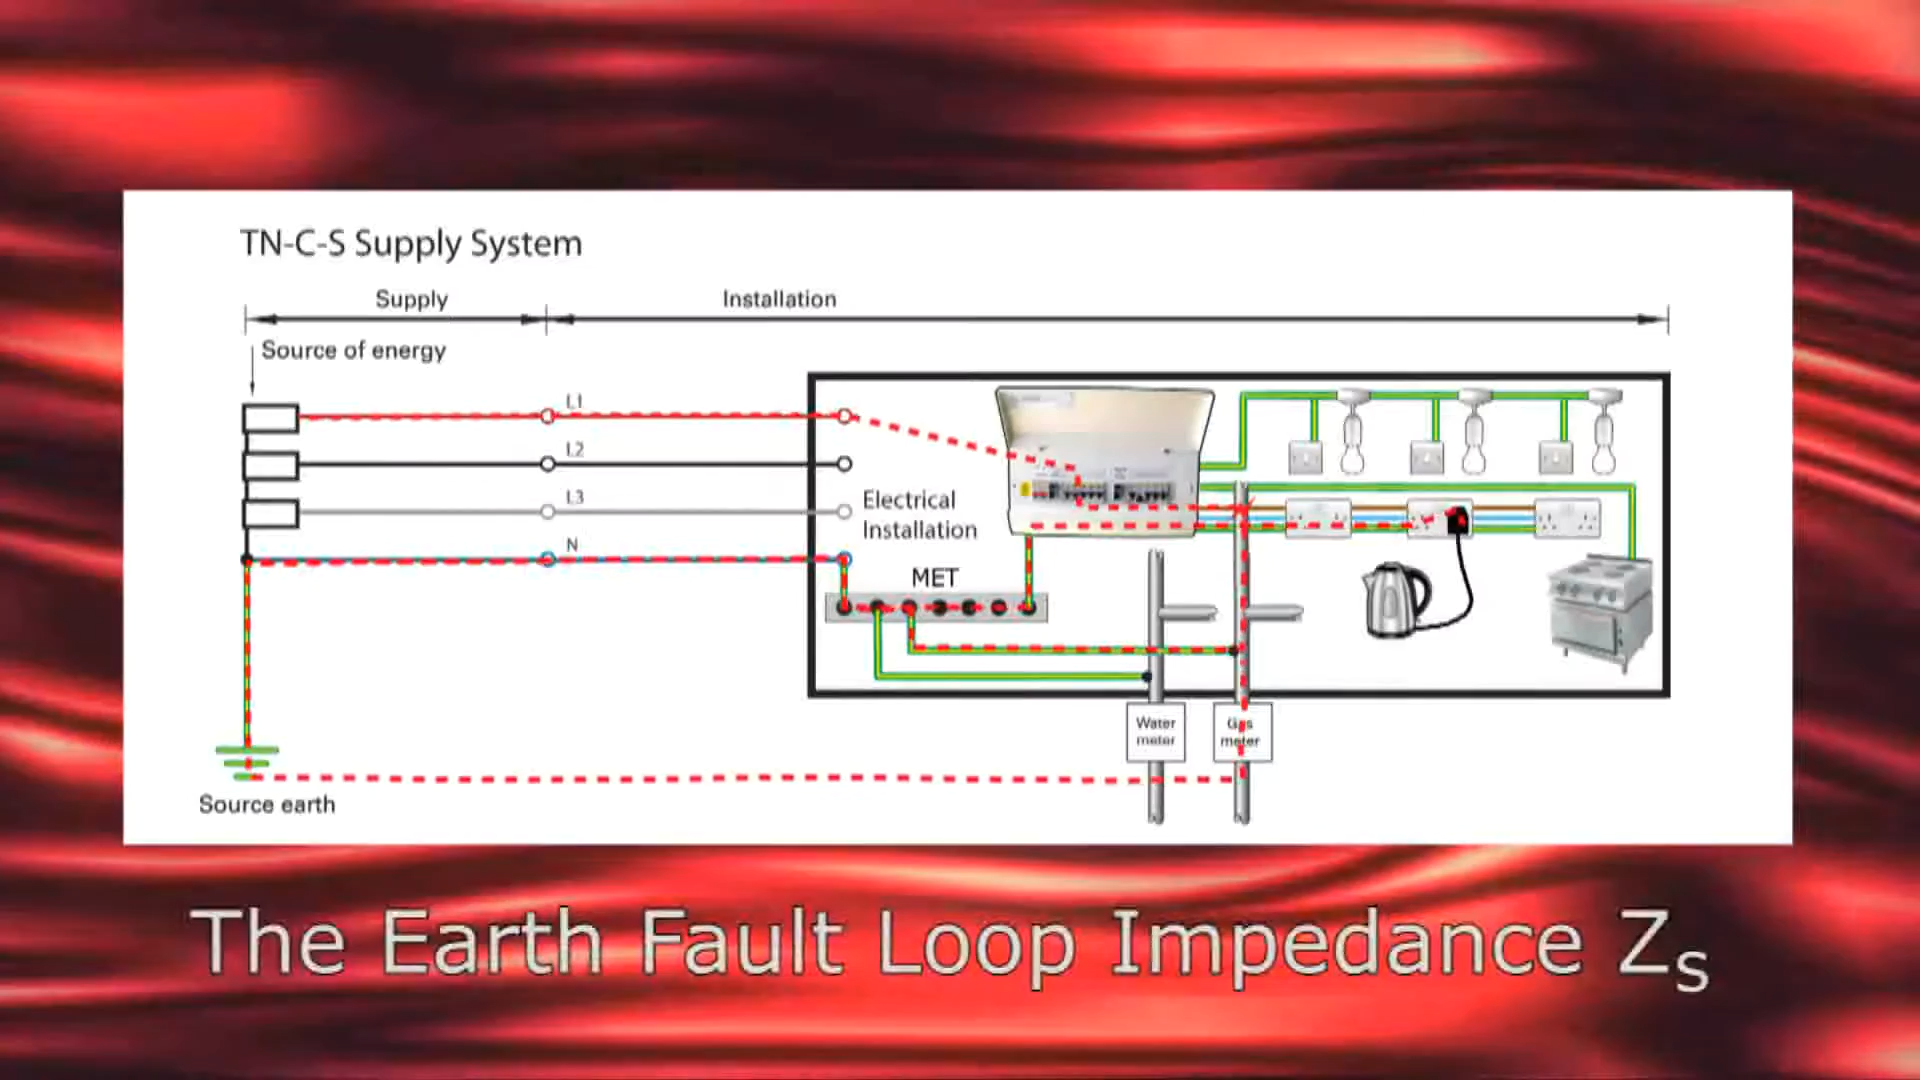 TN-C-S Supply System
Supply
Installation
Source of energy
L1
L2
L3
Electrical
Installation
N
MET
Water
meter
Gas
meter
Source earth
The Earth Fault Loop Impedance Zs